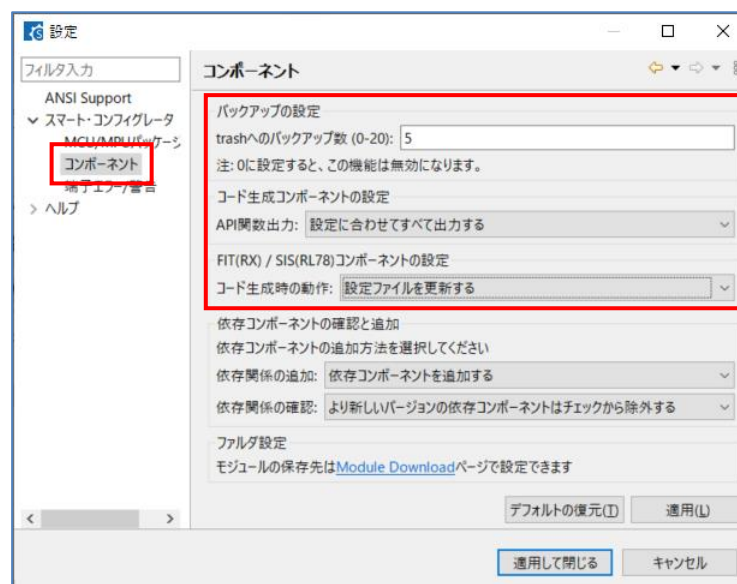 設定
フィルタ入力
ANSI Support
スマート・コンフィグレータ
MCU/MPUパッケージ
コンポーネント
端子エラー/警告
ヘルプ
コンポーネント
バックアップの設定
trashへのバックアップ数 (0-20): 5
注: 0に設定すると、この機能は無効になります。
コード生成コンポーネントの設定
API関数出力: 設定に合わせてすべて出力する
FIT(RX) / SIS(RL78)コンポーネントの設定
コード生成時の動作: 設定ファイルを更新する
依存コンポーネントの確認と追加
依存コンポーネントの追加方法を選択してください
依存関係の追加: 依存コンポーネントを追加する
依存関係の確認: より新しいバージョンの依存コンポーネントはチェックから除外する
フォルダ設定
モジュールの保存先はModule Downloadページで設定できます
デフォルトの復元(T) 適用(L)
適用して閉じる キャンセル